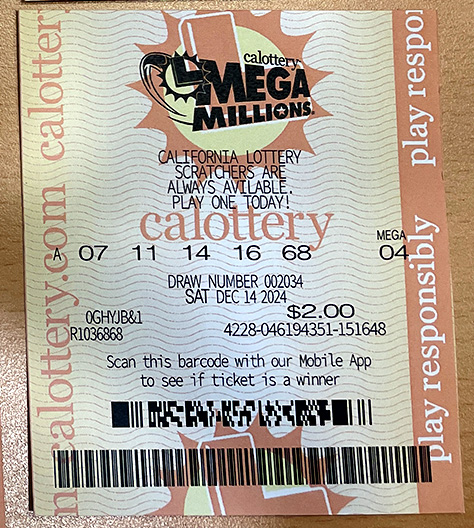 calottery
MEGA
MILLIONS
CALIFORNIA LOTTERY
SCRATCHERS ARE
ALWAYS AVILABLE.
PLAY ONE TODAY!
calottery
MEGA
A 07 11 14 16 68 04
DRAW NUMBER 002034
SAT DEC 14 2024
0GHYJB&1 $2.00
R1036868 4228-046194351-151648
Scan this barcode with our Mobile App
to see if ticket is a winner
calottery.com calottery
play responsibly play